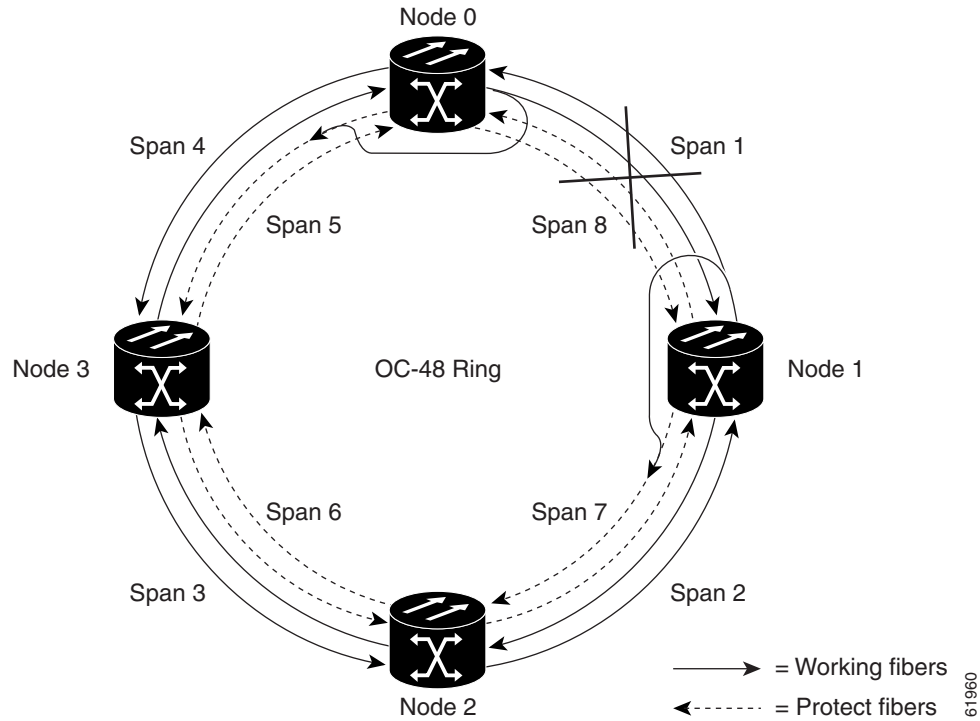 Node 0
Span 4
Span 1
Span 5
Span 8
Node 3
OC-48 Ring
Node 1
Span 6
Span 7
Span 3
Span 2
Node 2
= Working fibers
= Protect fibers
61960